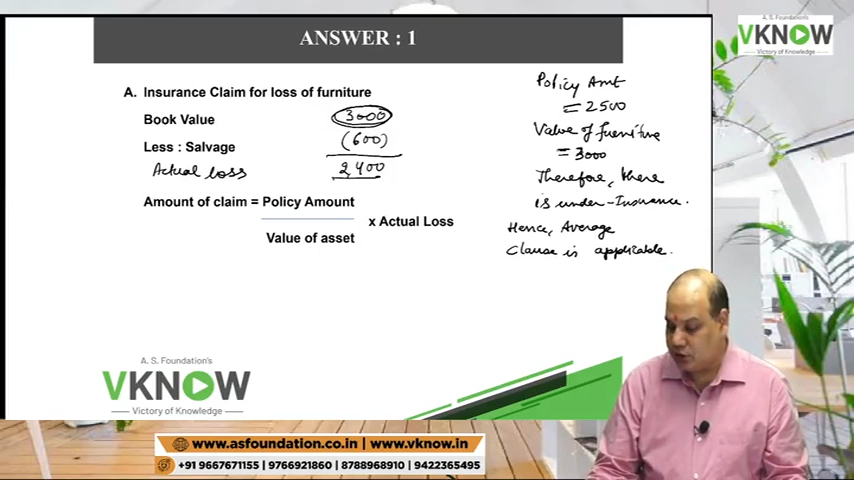 A. S. Foundation's
VKNOW
Victory of Knowledge
ANSWER : 1
A. Insurance Claim for loss of furniture
Book Value 3000
Less : Salvage (600)
Actual loss 2,400
Amount of claim = Policy Amount
x Actual Loss
Value of asset
Policy Amt
= 2500
Value of furniture
= 3000
Therefore, there
is under-Insurance.
Hence, Average
Clause is applicable.
A. S. Foundation's
VKNOW
Victory of Knowledge
www.asfoundation.co.in | www.vknow.in
+91 9667671155 | 9766921860 | 8788968910 | 9422365495